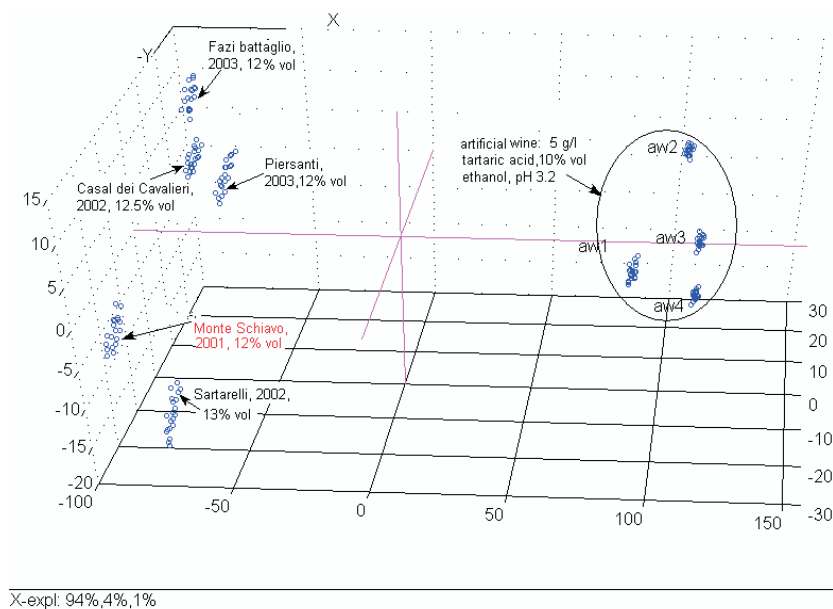 X
-Y
Fazi battaglio,
2003, 12% vol
artificial wine: 5 g/l
tartaric acid,10% vol
ethanol, pH 3.2
aw2
Piersanti,
2003,12% vol
Casal dei Cavalieri,
2002, 12.5% vol
aw1
aw3
aw4
Monte Schiavo,
2001, 12% vol
Sartarelli, 2002,
13% vol
15
10
5
0
-5
-10
-15
-20
30
20
10
0
-10
-20
-30
-100
-50
0
50
100
150
X-expl: 94%,4%,1%